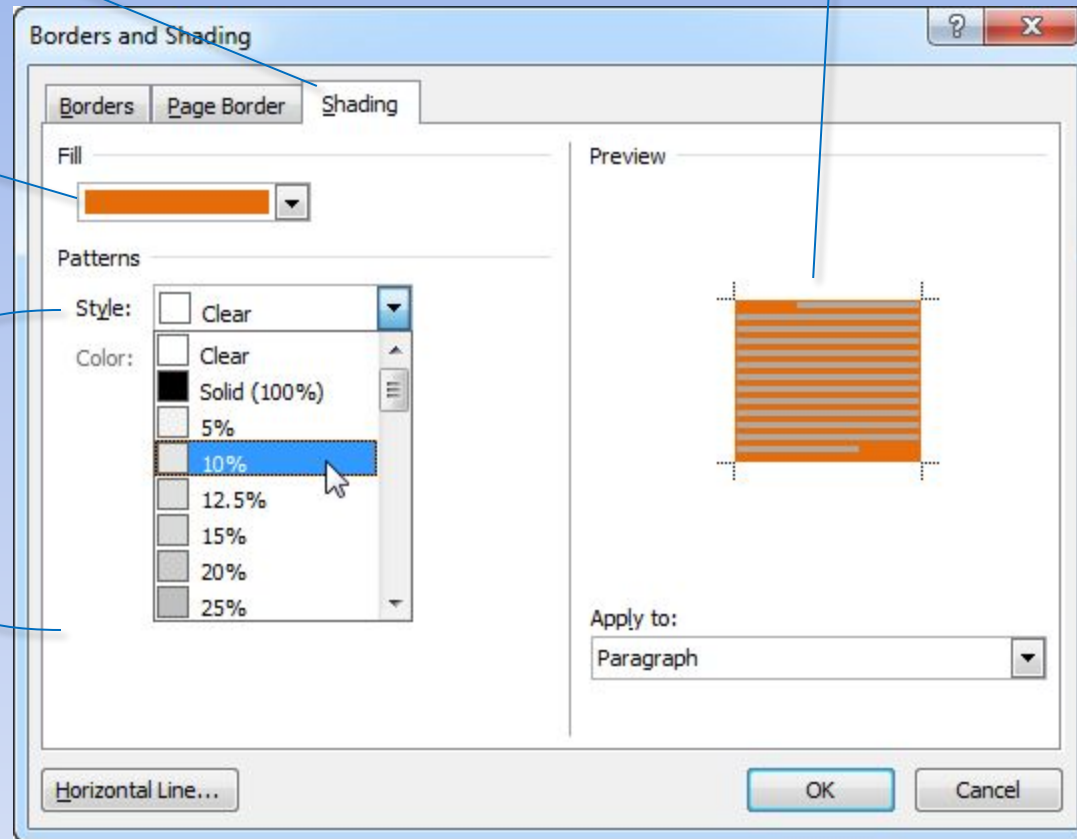 Borders and Shading
Borders
Page Border
Shading
Fill
Preview
Patterns
Style:
Clear
Color:
Clear
Solid (100%)
5%
10%
12.5%
15%
20%
25%
Apply to:
Paragraph
Horizontal Line...
OK
Cancel